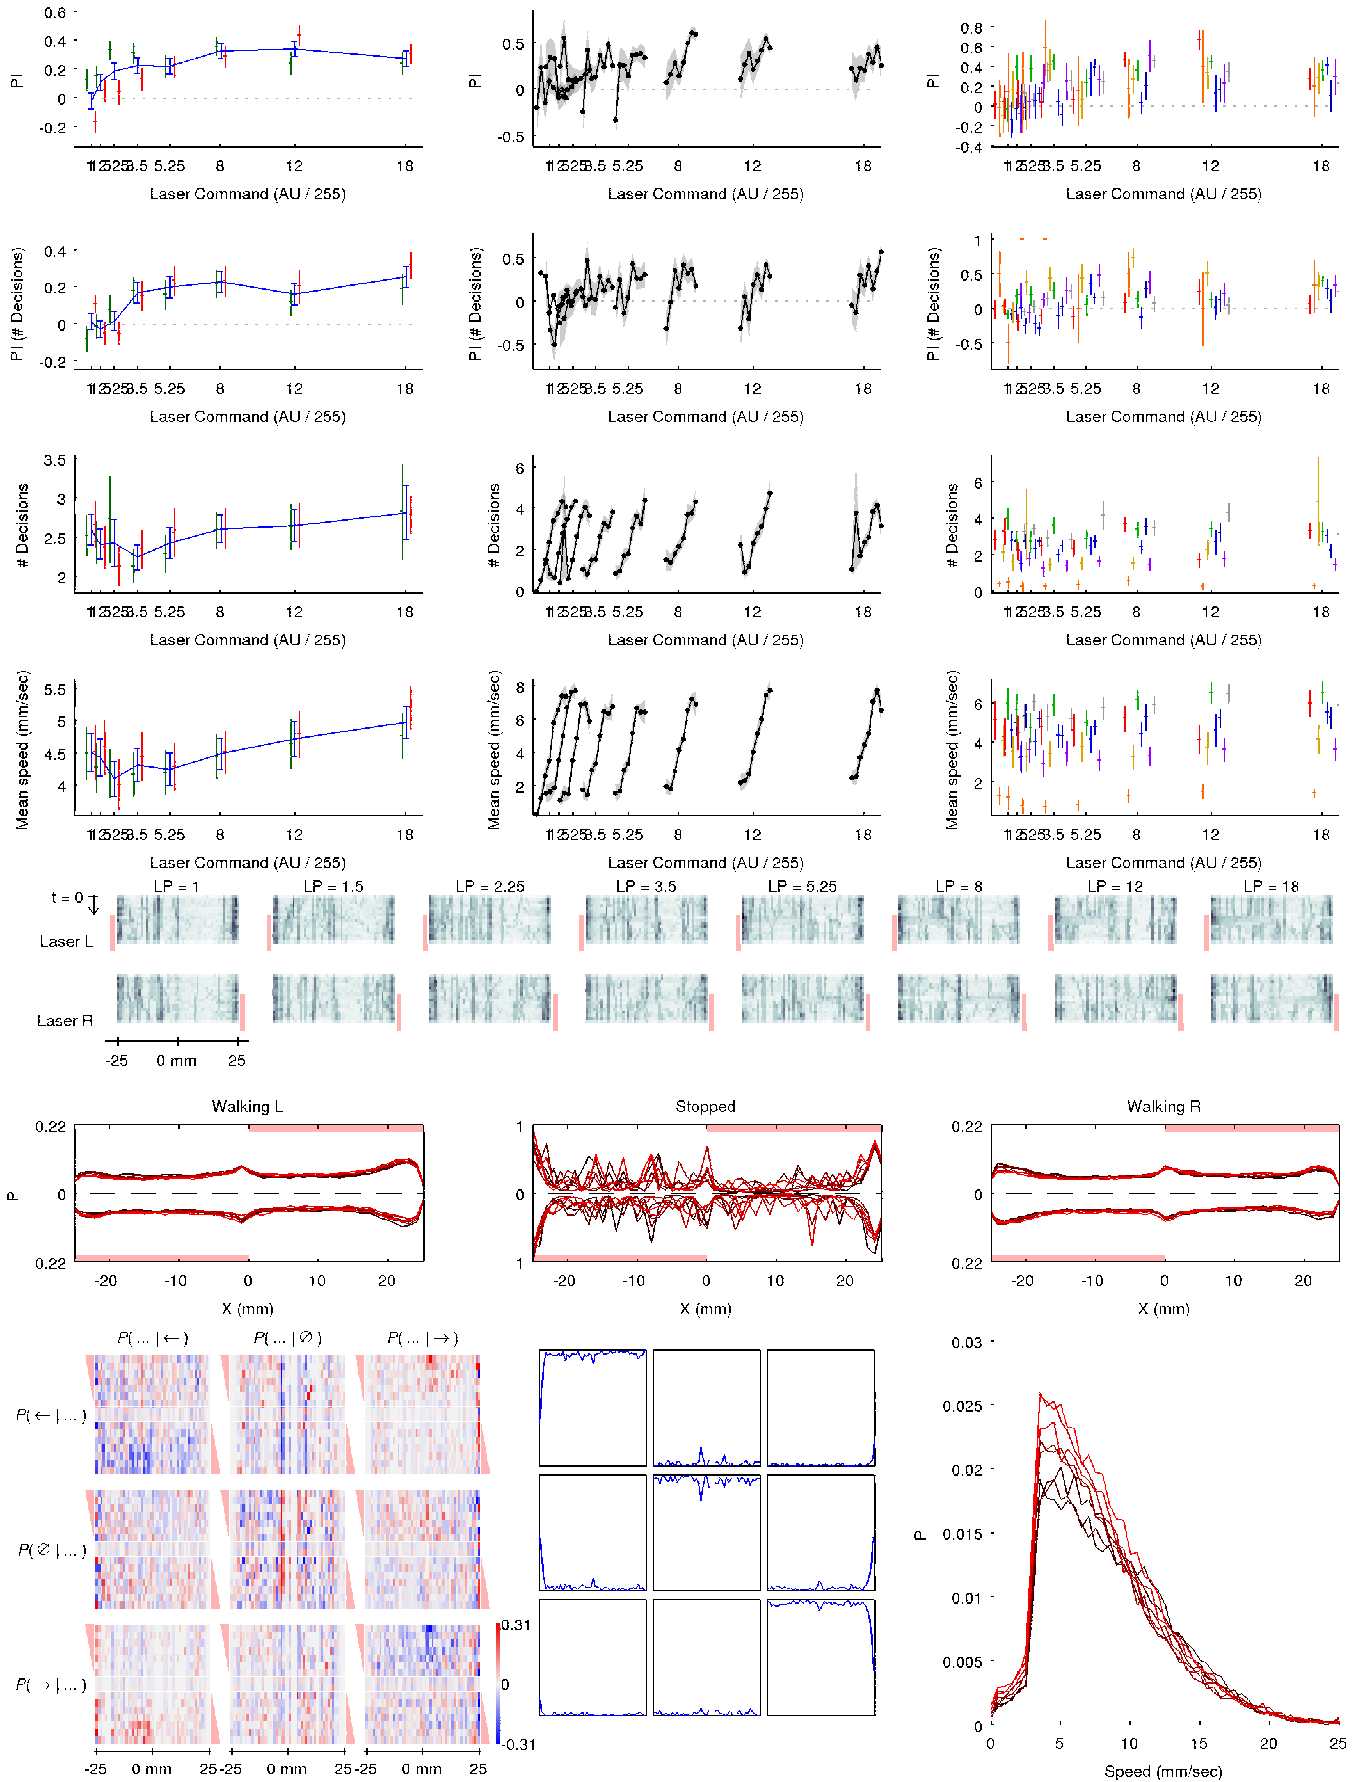 0.6
0.4
0.2
0
-0.2
PI
8
12
18
Laser Command (AU / 255)
0.5
0
-0.5
PI
5.25
8
12
18
Laser Command (AU / 255)
0.8
0.6
0.4
0.2
0
-0.2
-0.4
PI
5.25
8
12
18
Laser Command (AU / 255)
0.4
0.2
0
-0.2
PI (# Decisions)
5.25
8
12
18
Laser Command (AU / 255)
0.5
0
-0.5
PI (# Decisions)
5.25
8
12
18
Laser Command (AU / 255)
1
0.5
0
-0.5
PI (# Decisions)
5.25
8
12
18
Laser Command (AU / 255)
3.5
3
2.5
2
# Decisions
5.25
8
12
18
Laser Command (AU / 255)
6
4
2
0
# Decisions
5.25
8
12
18
Laser Command (AU / 255)
6
4
2
0
# Decisions
5.25
8
12
18
Laser Command (AU / 255)
5.5
5
4.5
4
Mean speed (mm/sec)
5.25
8
12
18
Laser Command (AU / 255)
8
6
4
2
Mean speed (mm/sec)
5.25
8
12
18
Laser Command (AU / 255)
6
4
2
Mean speed (mm/sec)
5.25
8
12
18
Laser Command (AU / 255)
LP = 1 LP = 1.5 LP = 2.25 LP = 3.5 LP = 5.25 LP = 8 LP = 12 LP = 18
t = 0
Laser L
Laser R
-25 0 mm 25
Walking L
0.22
0
0.22
P
-20 -10 0 10 20
X (mm)
Stopped
1
0
1
-20 -10 0 10 20
X (mm)
Walking R
0.22
0
0.22
-20 -10 0 10 20
X (mm)
P( ... | ← ) P( ... | ∅ ) P( ... | → )
P( ← | ... )
P( ∅ | ... )
P( → | ... )
0.31
0
-0.31
-25 0 mm 25 -25 0 mm 25 -25 0 mm 25
0.03
0.025
0.02
0.015
0.01
0.005
0
P
0 5 10 15 20 25
Speed (mm/sec)